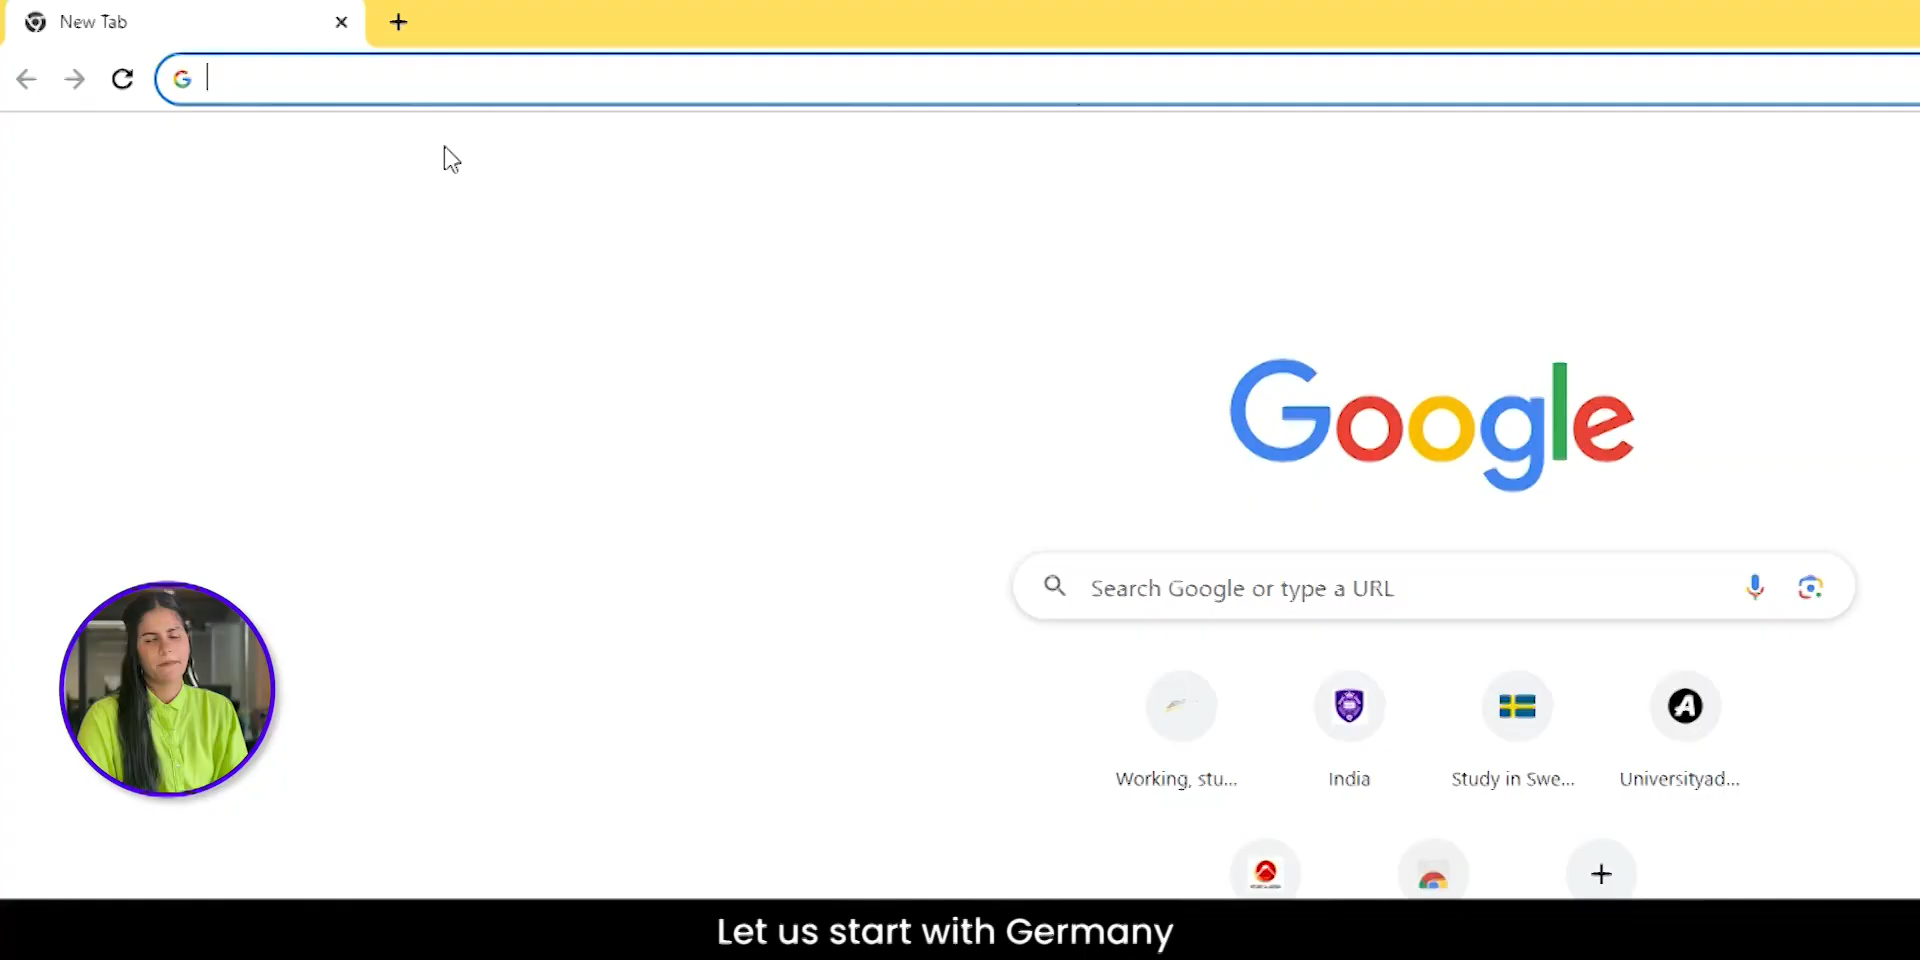 New Tab
Google
Search Google or type a URL
Working, stu...
India
Study in Swe...
Universityad...
Let us start with Germany